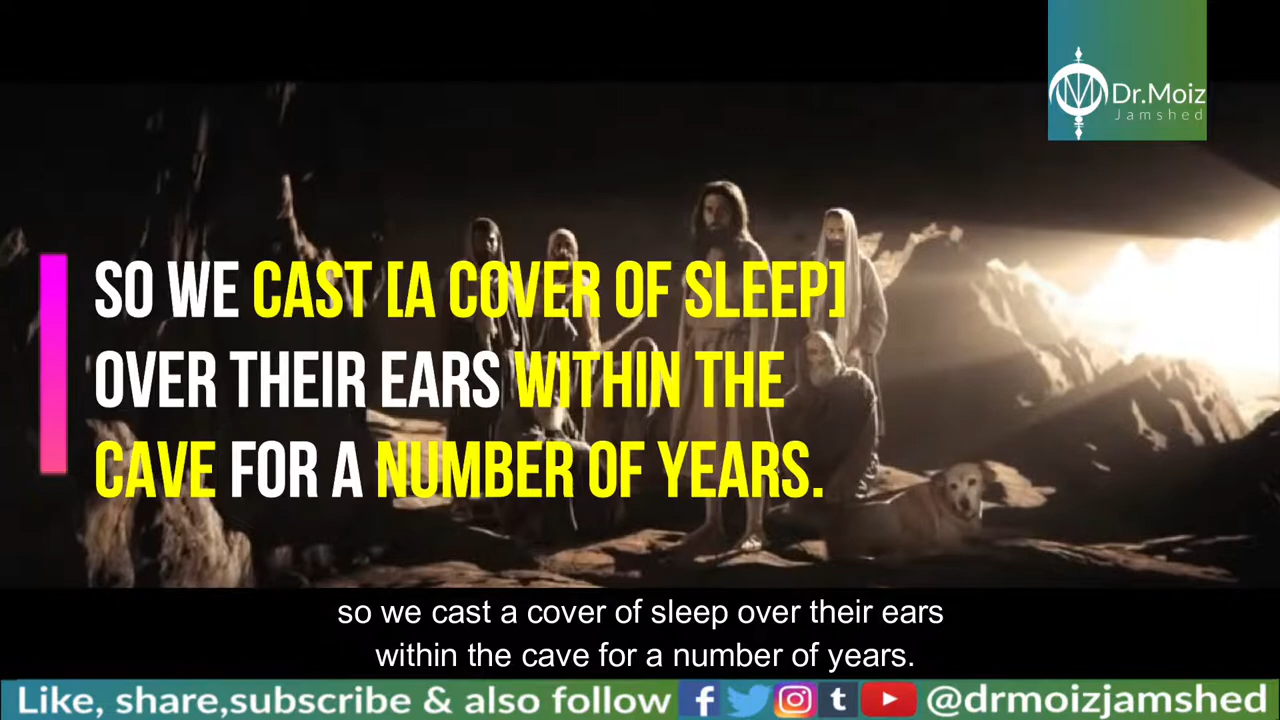 Dr.Moiz
Jamshed
SO WE CAST [A COVER OF SLEEP]
OVER THEIR EARS WITHIN THE
CAVE FOR A NUMBER OF YEARS.
so we cast a cover of sleep over their ears
within the cave for a number of years.
Like, share,subscribe & also follow @drmoizjamshed